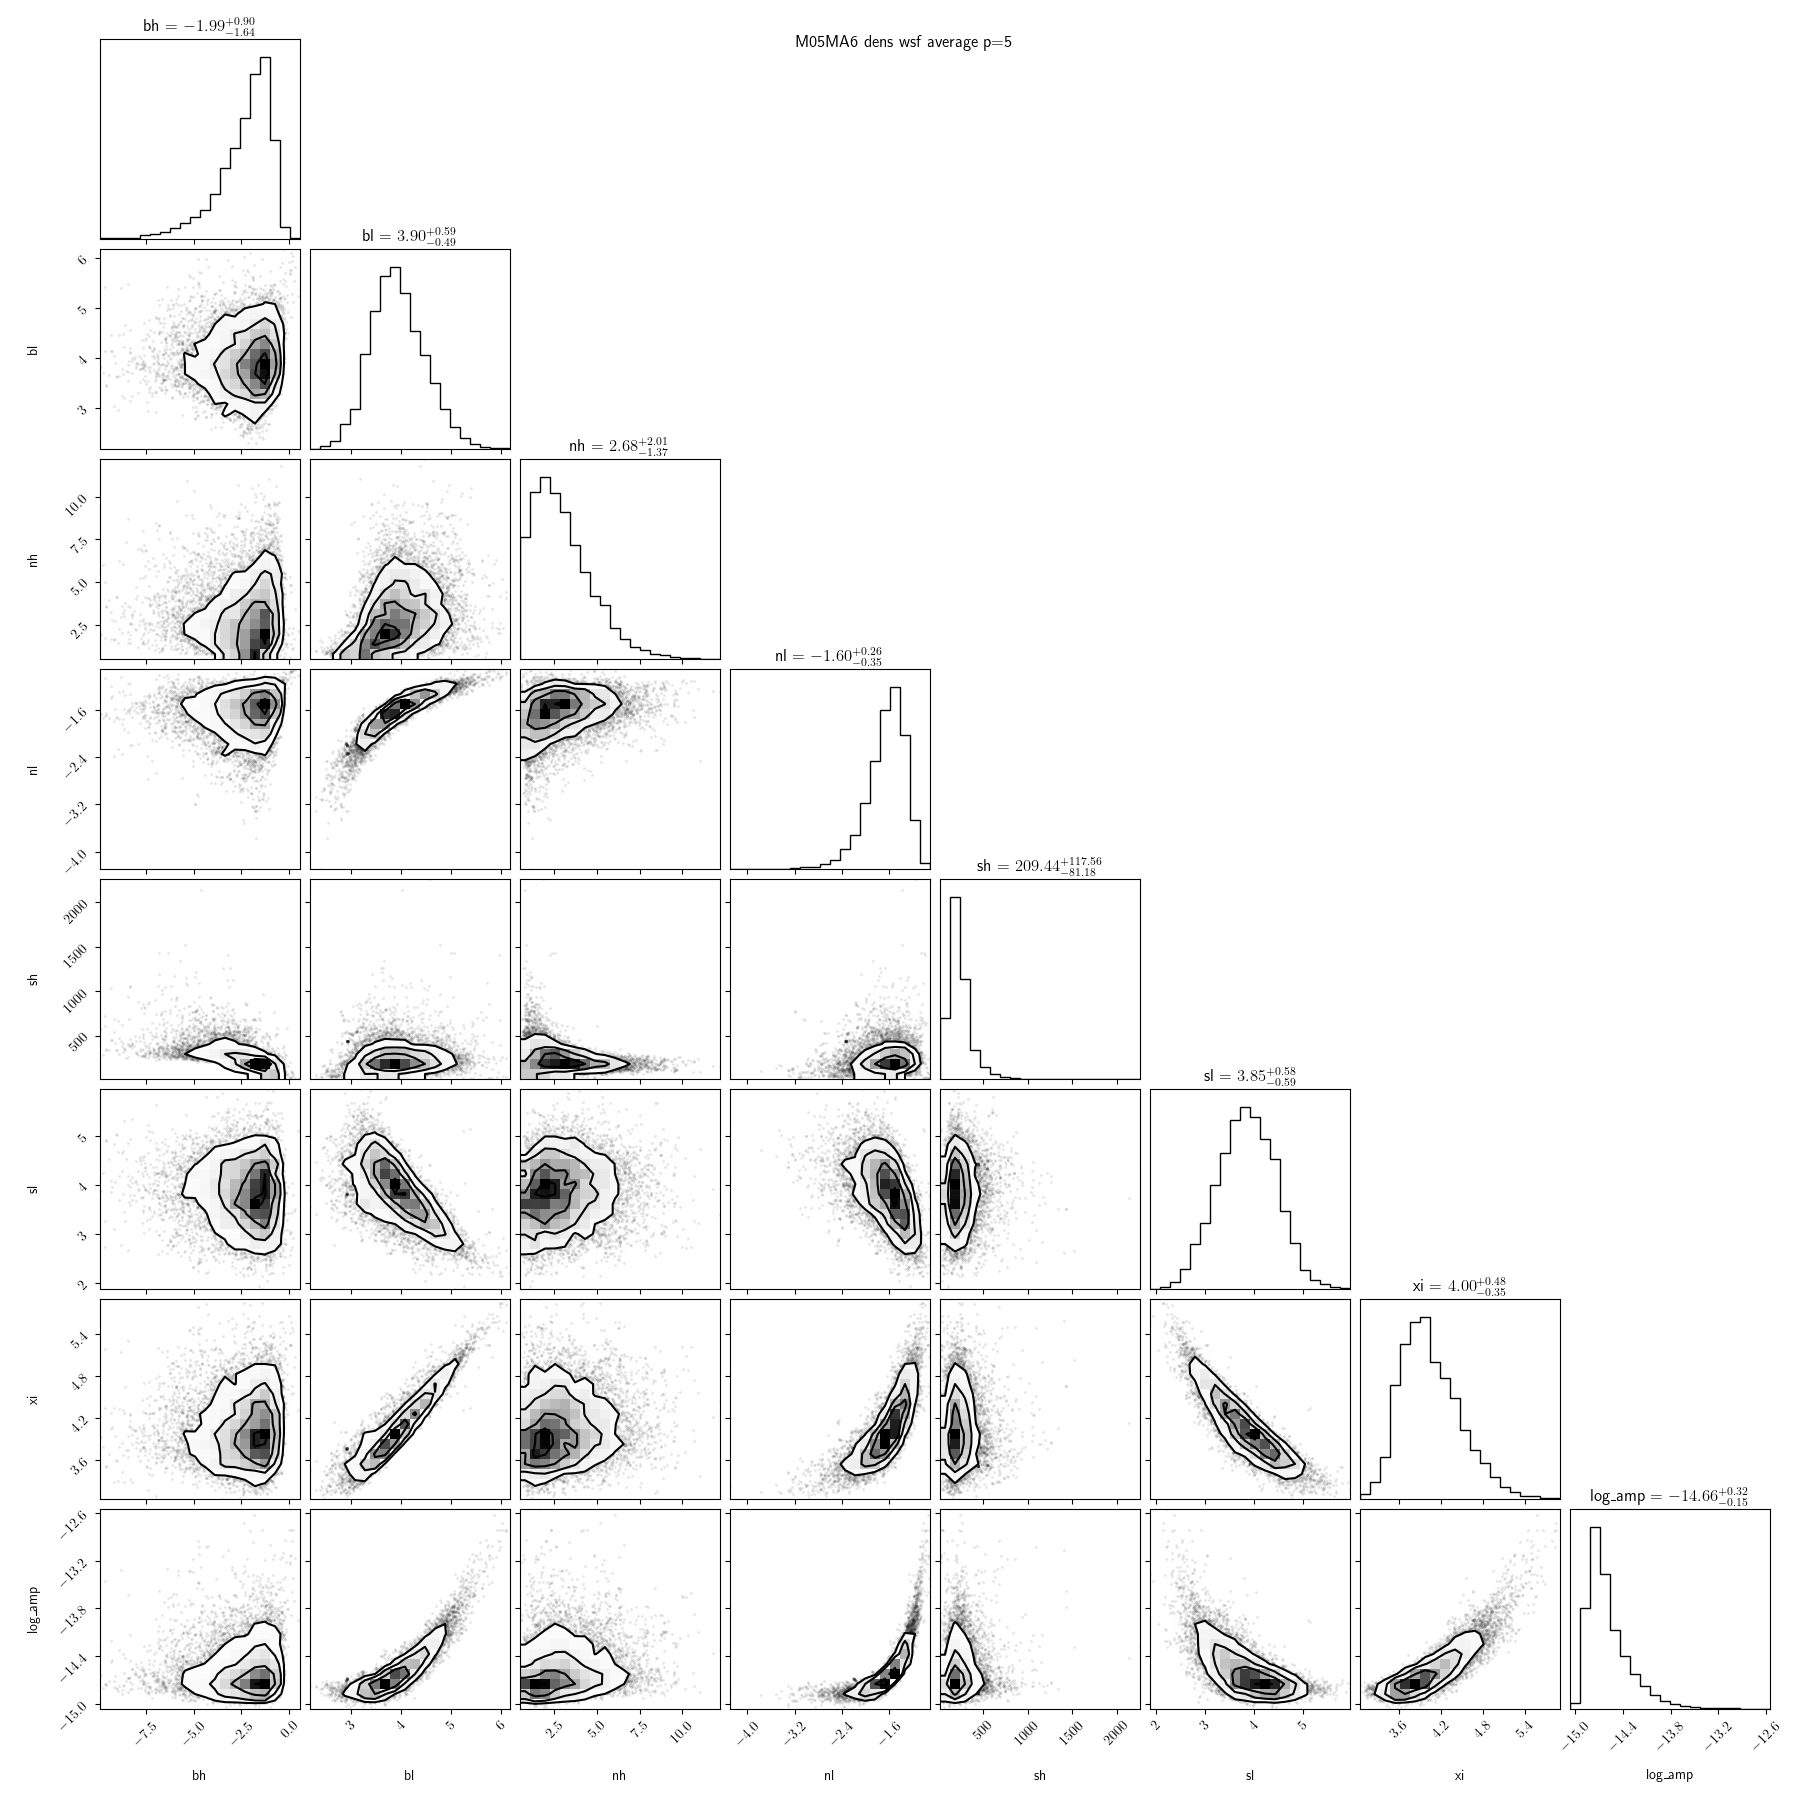 M05MA6 dens wsf average p=5
bh = −1.99+0.90−1.64
bl = 3.90+0.59−0.49
6
5
4
3
bl
nh = 2.68+2.01−1.37
10.0
7.5
5.0
2.5
nh
nl = −1.60+0.26−0.35
−1.6
−2.4
−3.2
−4.0
nl
sh = 209.44+117.56−81.18
2000
1500
1000
500
sh
sl = 3.85+0.58−0.59
5
4
3
2
sl
xi = 4.00+0.48−0.35
5.4
4.8
4.2
3.6
xi
log_amp = −14.66+0.32−0.15
−12.6
−13.2
−13.8
−14.4
−15.0
log_amp
−7.5 −5.0 −2.5 0.0 3 4 5 6 2.5 5.0 7.5 10.0 −4.0 −3.2 −2.4 −1.6 500 1000 1500 2000 2 3 4 5 3.6 4.2 4.8 5.4 −15.0 −14.4 −13.8 −13.2 −12.6
bh bl nh nl sh sl xi log_amp